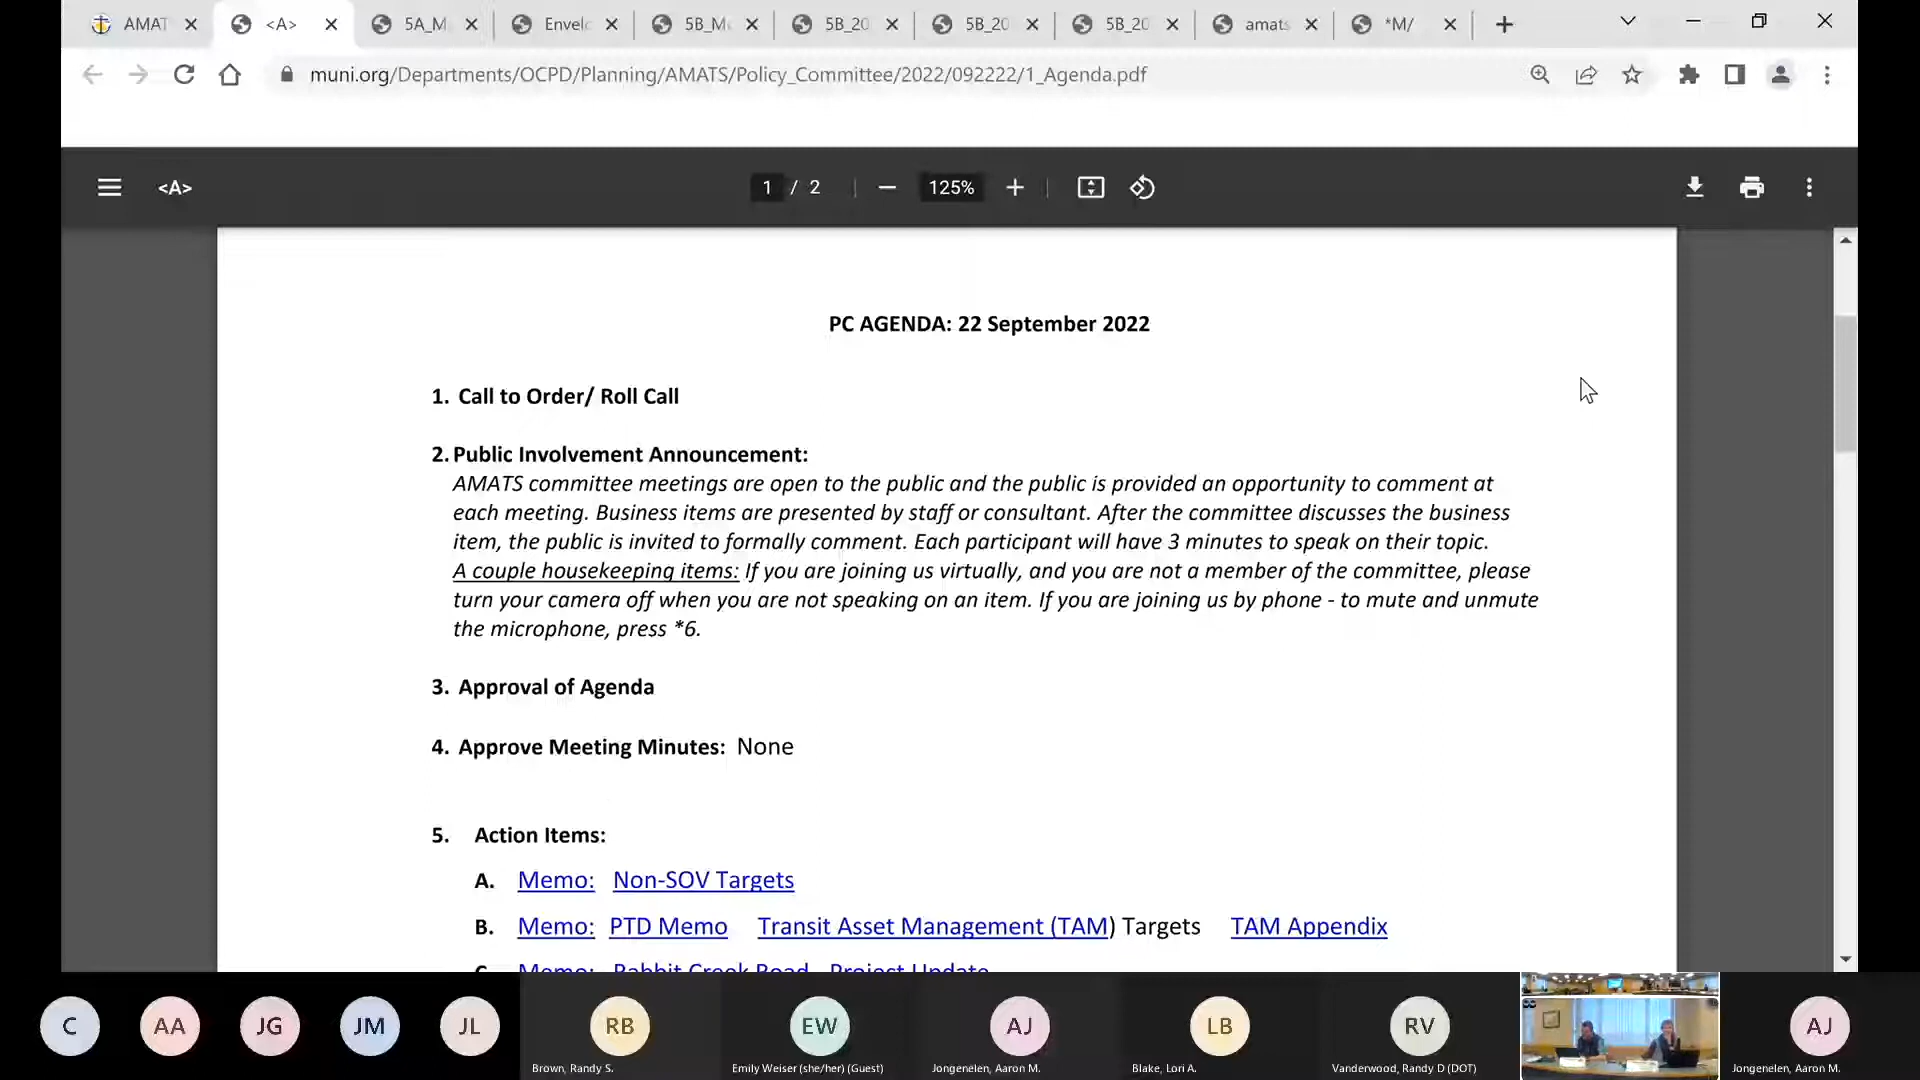 AMAT
<A>
5A_M
Envelo
5B_Me
5B_20
5B_20
5B_20
amats
*M/
muni.org/Departments/OCPD/Planning/AMATS/Policy_Committee/2022/092222/1_Agenda.pdf
<A>
1 / 2
125%
PC AGENDA: 22 September 2022
1. Call to Order/ Roll Call
2. Public Involvement Announcement:
AMATS committee meetings are open to the public and the public is provided an opportunity to comment at
each meeting. Business items are presented by staff or consultant. After the committee discusses the business
item, the public is invited to formally comment. Each participant will have 3 minutes to speak on their topic.
A couple housekeeping items: If you are joining us virtually, and you are not a member of the committee, please
turn your camera off when you are not speaking on an item. If you are joining us by phone - to mute and unmute
the microphone, press *6.
3. Approval of Agenda
4. Approve Meeting Minutes: None
5. Action Items:
A. Memo: Non-SOV Targets
B. Memo: PTD Memo Transit Asset Management (TAM) Targets TAM Appendix
C. Memo: Rabbit Creek Road - Project Update
C
AA
JG
JM
JL
RB
EW
AJ
LB
RV
AJ
Brown, Randy S.
Emily Weiser (she/her) (Guest)
Jongenelen, Aaron M.
Blake, Lori A.
Vanderwood, Randy D (DOT)
Jongenelen, Aaron M.